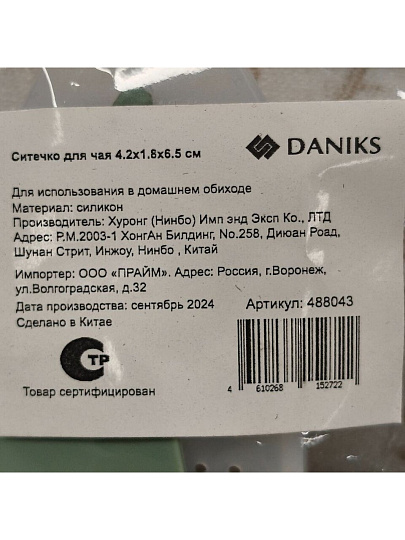 Ситечко для чая 4.2x1.8x6.5 см
DANIKS
Для использования в домашнем обиходе
Материал: силикон
Производитель: Хуронг (Нинбо) Имп энд Эксп Ко., ЛТД
Адрес: Р.М.2003-1 ХонгАн Билдинг, No.258, Диюан Роад,
Шунан Стрит, Инжоу, Нинбо , Китай
Импортер: ООО «ПРАЙМ». Адрес: Россия, г.Воронеж,
ул.Волгоградская, д.32
Дата производства: сентябрь 2024
Артикул: 488043
Сделано в Китае
ТР
4 610268 152722
Товар сертифицирован